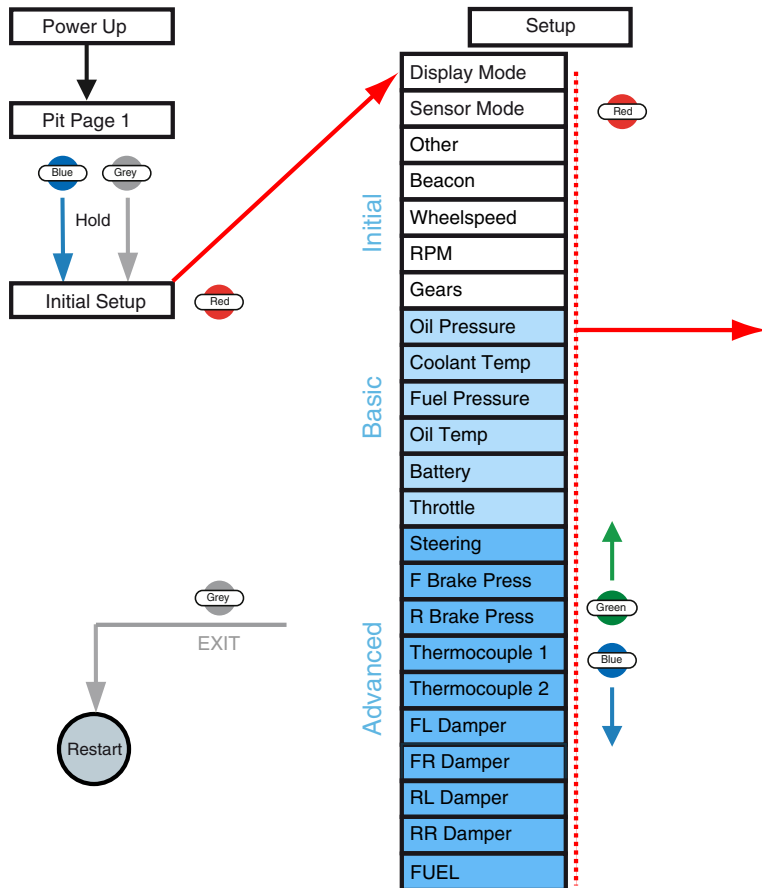 Power Up
Pit Page 1
Blue
Grey
Hold
Initial Setup
Red
Grey
EXIT
Restart
Setup
Initial
Display Mode
Sensor Mode
Other
Beacon
Wheelspeed
RPM
Gears
Basic
Oil Pressure
Coolant Temp
Fuel Pressure
Oil Temp
Battery
Throttle
Advanced
Steering
F Brake Press
R Brake Press
Thermocouple 1
Thermocouple 2
FL Damper
FR Damper
RL Damper
RR Damper
FUEL
Red
Green
Blue